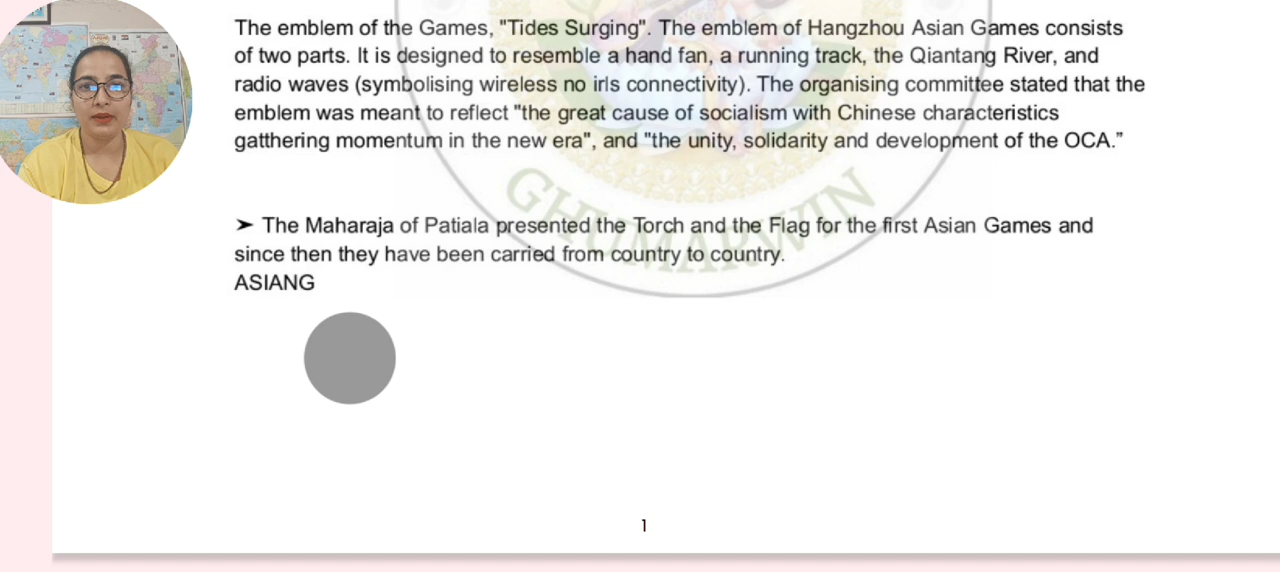 The emblem of the Games, "Tides Surging". The emblem of Hangzhou Asian Games consists
of two parts. It is designed to resemble a hand fan, a running track, the Qiantang River, and
radio waves (symbolising wireless no irls connectivity). The organising committee stated that the
emblem was meant to reflect "the great cause of socialism with Chinese characteristics
gatthering momentum in the new era", and "the unity, solidarity and development of the OCA.”
➤ The Maharaja of Patiala presented the Torch and the Flag for the first Asian Games and
since then they have been carried from country to country.
ASIANG
GHUMARWIN
1